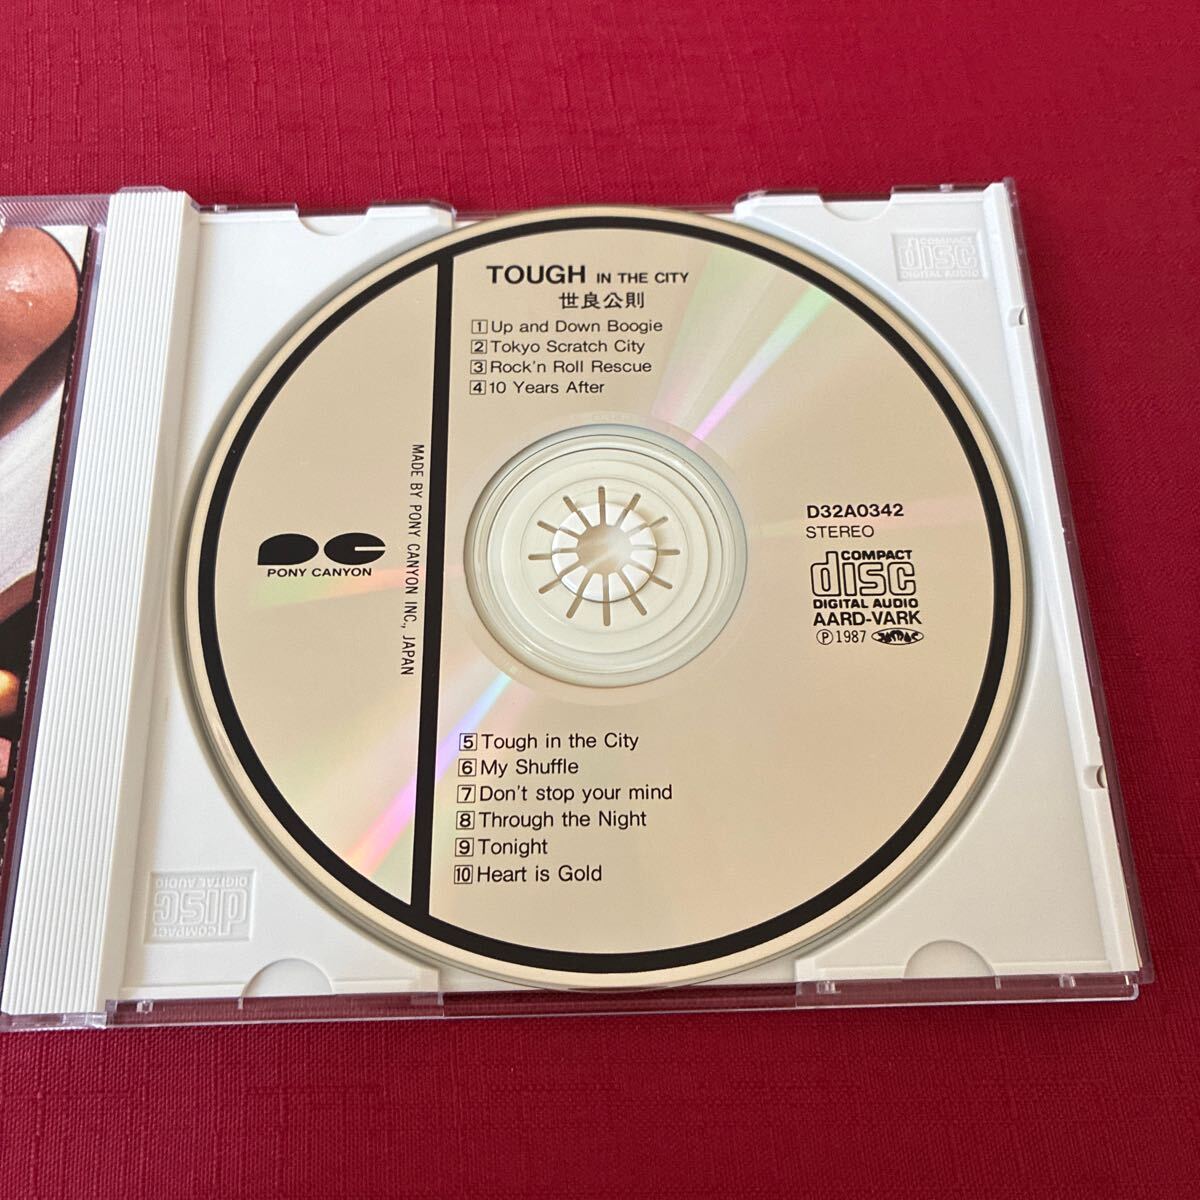 TOUGH IN THE CITY
世良公則
1 Up and Down Boogie
2 Tokyo Scratch City
3 Rock'n Roll Rescue
4 10 Years After
MADE BY PONY CANYON INC., JAPAN
PONY CANYON
D32A0342
STEREO
COMPACT
disc
DIGITAL AUDIO
AARD-VARK
Ⓟ 1987
5 Tough in the City
6 My Shuffle
7 Don't stop your mind
8 Through the Night
9 Tonight
10 Heart is Gold
COMPACT
disc
DIGITAL AUDIO
COMPACT
disc
DIGITAL AUDIO